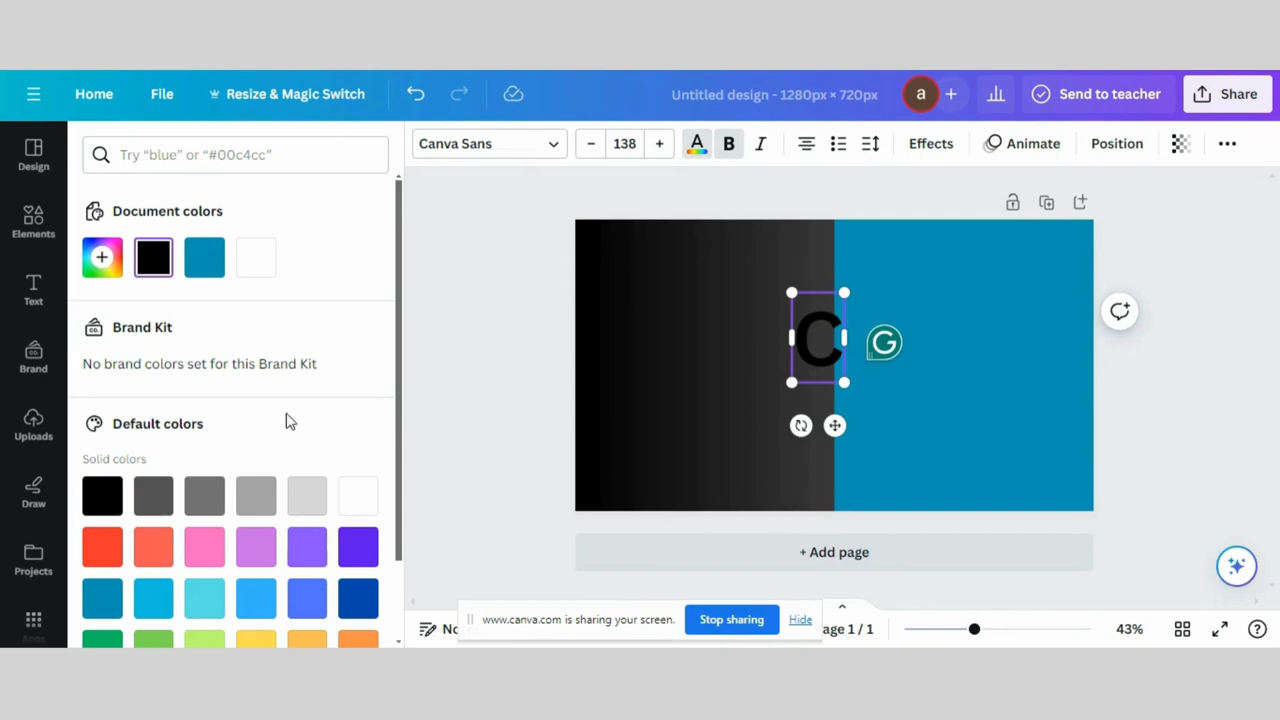 Home File Resize & Magic Switch Untitled design - 1280px × 720px a + Send to teacher Share
Design
Elements
Text
Brand
Uploads
Draw
Projects
Apps
Try “blue” or “#00c4cc”
Document colors
Brand Kit
No brand colors set for this Brand Kit
Default colors
Solid colors
Canva Sans – 138 + A B I Effects Animate Position
C
G
+ Add page
www.canva.com is sharing your screen. Stop sharing Hide
1 / 1 43% ?